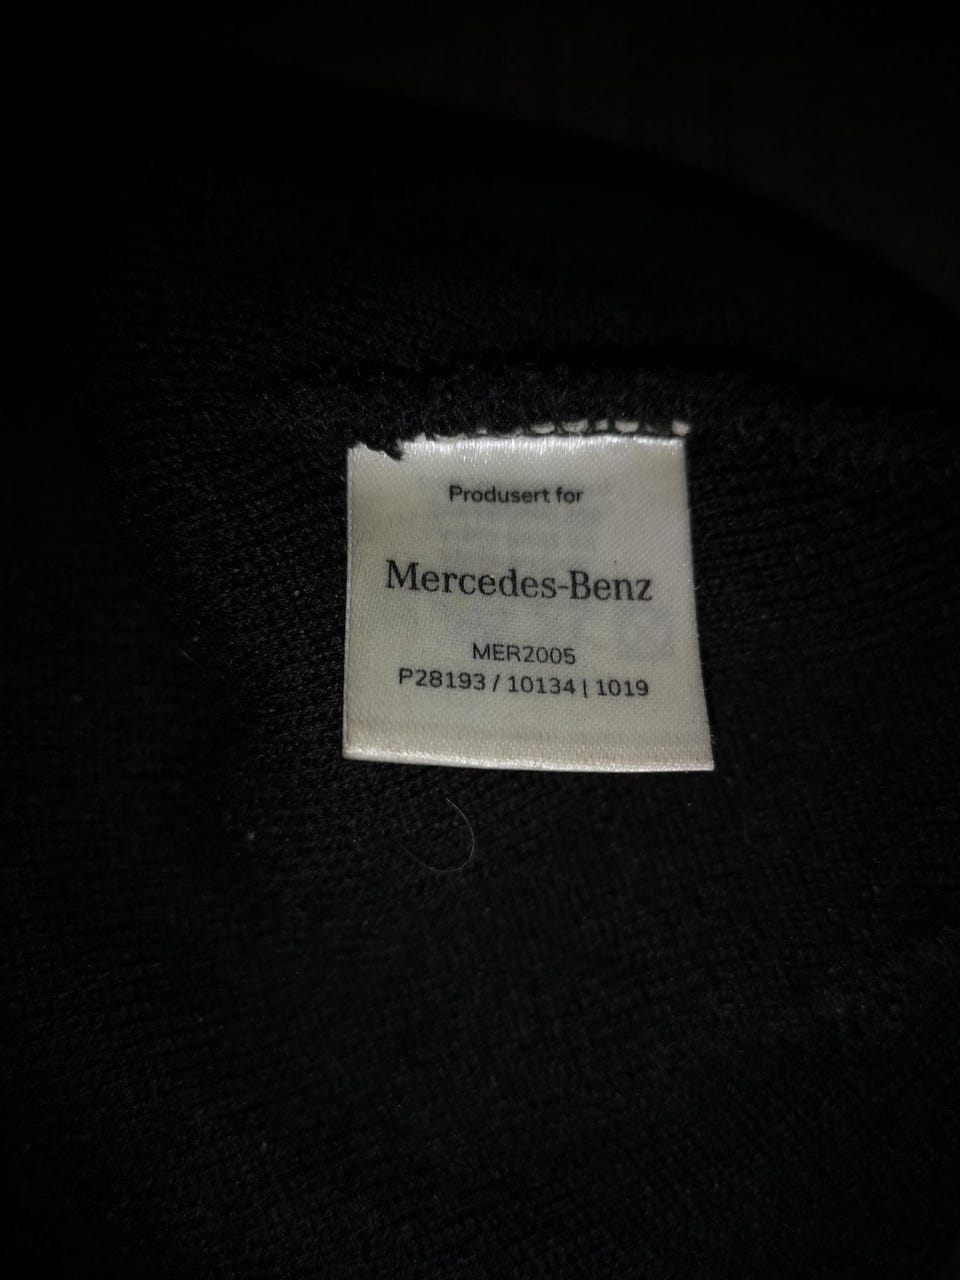 Produsert for
Mercedes-Benz
MER2005
P28193 / 10134 | 1019